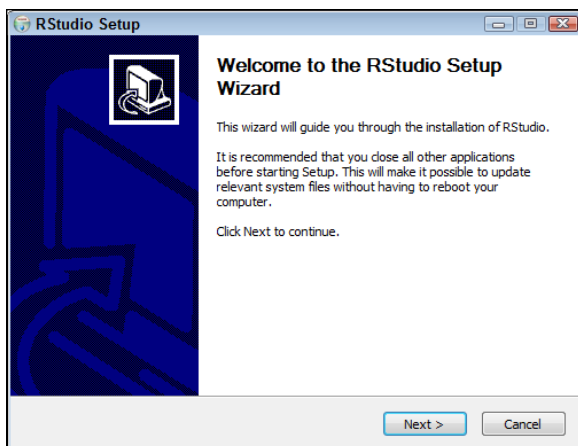 RStudio Setup
Welcome to the RStudio Setup
Wizard
This wizard will guide you through the installation of RStudio.
It is recommended that you close all other applications
before starting Setup. This will make it possible to update
relevant system files without having to reboot your
computer.
Click Next to continue.
Next >
Cancel